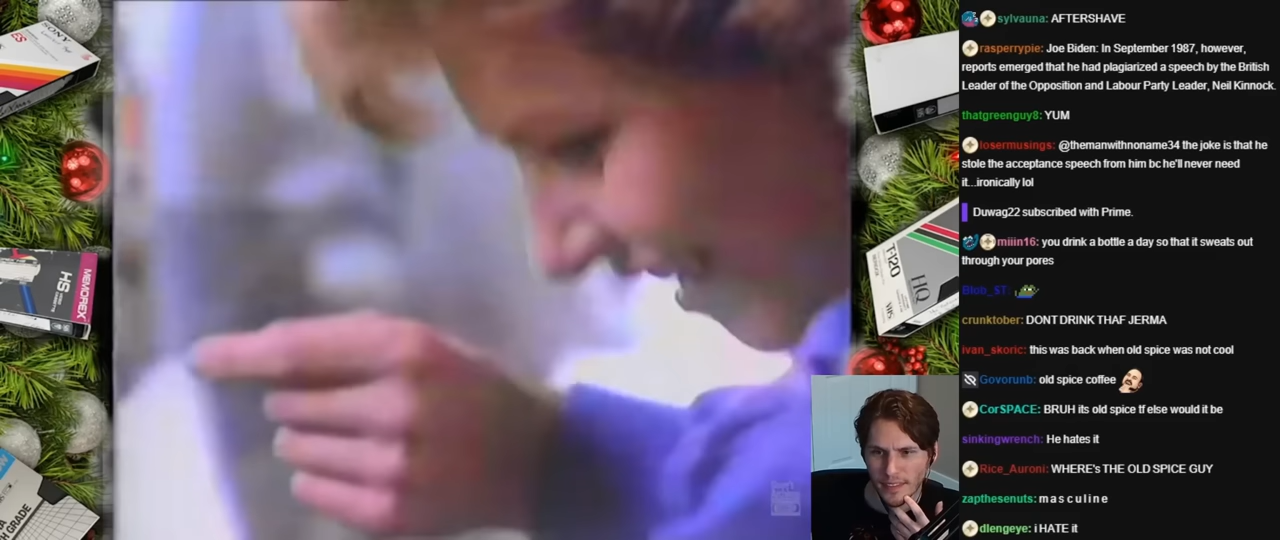 SONY
ES
HS
MEMOREX
H GRADE
T-120
HQ
VHS
sylvauna: AFTERSHAVE
rasperrypie: Joe Biden: In September 1987, however,
reports emerged that he had plagiarized a speech by the British
Leader of the Opposition and Labour Party Leader, Neil Kinnock.
thatgreenguy8: YUM
losermusings: @themanwithnoname34 the joke is that he
stole the acceptance speech from him bc he'll never need
it...ironically lol
Duwag22 subscribed with Prime.
miiin16: you drink a bottle a day so that it sweats out
through your pores
Blob_ST:
crunktober: DONT DRINK THAF JERMA
ivan_skoric: this was back when old spice was not cool
Govorunb: old spice coffee
CorSPACE: BRUH its old spice tf else would it be
sinkingwrench: He hates it
Rice_Auroni: WHERE's THE OLD SPICE GUY
zapthesenuts: m a s c u l i n e
dlengeye: i HATE it